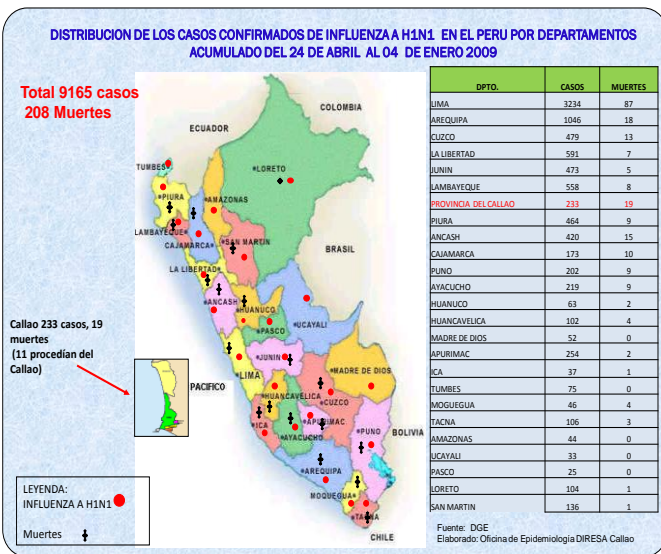 DISTRIBUCION DE LOS CASOS CONFIRMADOS DE INFLUENZA A H1N1 EN EL PERU POR DEPARTAMENTOS
ACUMULADO DEL 24 DE ABRIL AL 04 DE ENERO 2009
Total 9165 casos
208 Muertes
COLOMBIA
ECUADOR
TUMBES
LORETO
PIURA
AMAZONAS
LAMBAYEQUE
CAJAMARCA
SAN MARTIN
BRASIL
LA LIBERTAD
ANCASH
HUANUCO
UCAYALI
PASCO
JUNIN
LIMA
MADRE DE DIOS
PACIFICO
HUANCAVELICA
CUZCO
ICA
AYACUCHO
APURIMAC
PUNO
BOLIVIA
AREQUIPA
MOQUEGUA
TACNA
CHILE
Callao 233 casos, 19
muertes
(11 procedían del
Callao)
LEYENDA:
INFLUENZA A H1N1
Muertes
DPTO. CASOS MUERTES
LIMA 3234 87
AREQUIPA 1046 18
CUZCO 479 13
LA LIBERTAD 591 7
JUNIN 473 5
LAMBAYEQUE 558 8
PROVINCIA DEL CALLAO 233 19
PIURA 464 9
ANCASH 420 15
CAJAMARCA 173 10
PUNO 202 9
AYACUCHO 219 9
HUANUCO 63 2
HUANCAVELICA 102 4
MADRE DE DIOS 52 0
APURIMAC 254 2
ICA 37 1
TUMBES 75 0
MOGUEGUA 46 4
TACNA 106 3
AMAZONAS 44 0
UCAYALI 33 0
PASCO 25 0
LORETO 104 1
SAN MARTIN 136 1
Fuente: DGE
Elaborado: Oficina de Epidemiologia DIRESA Callao